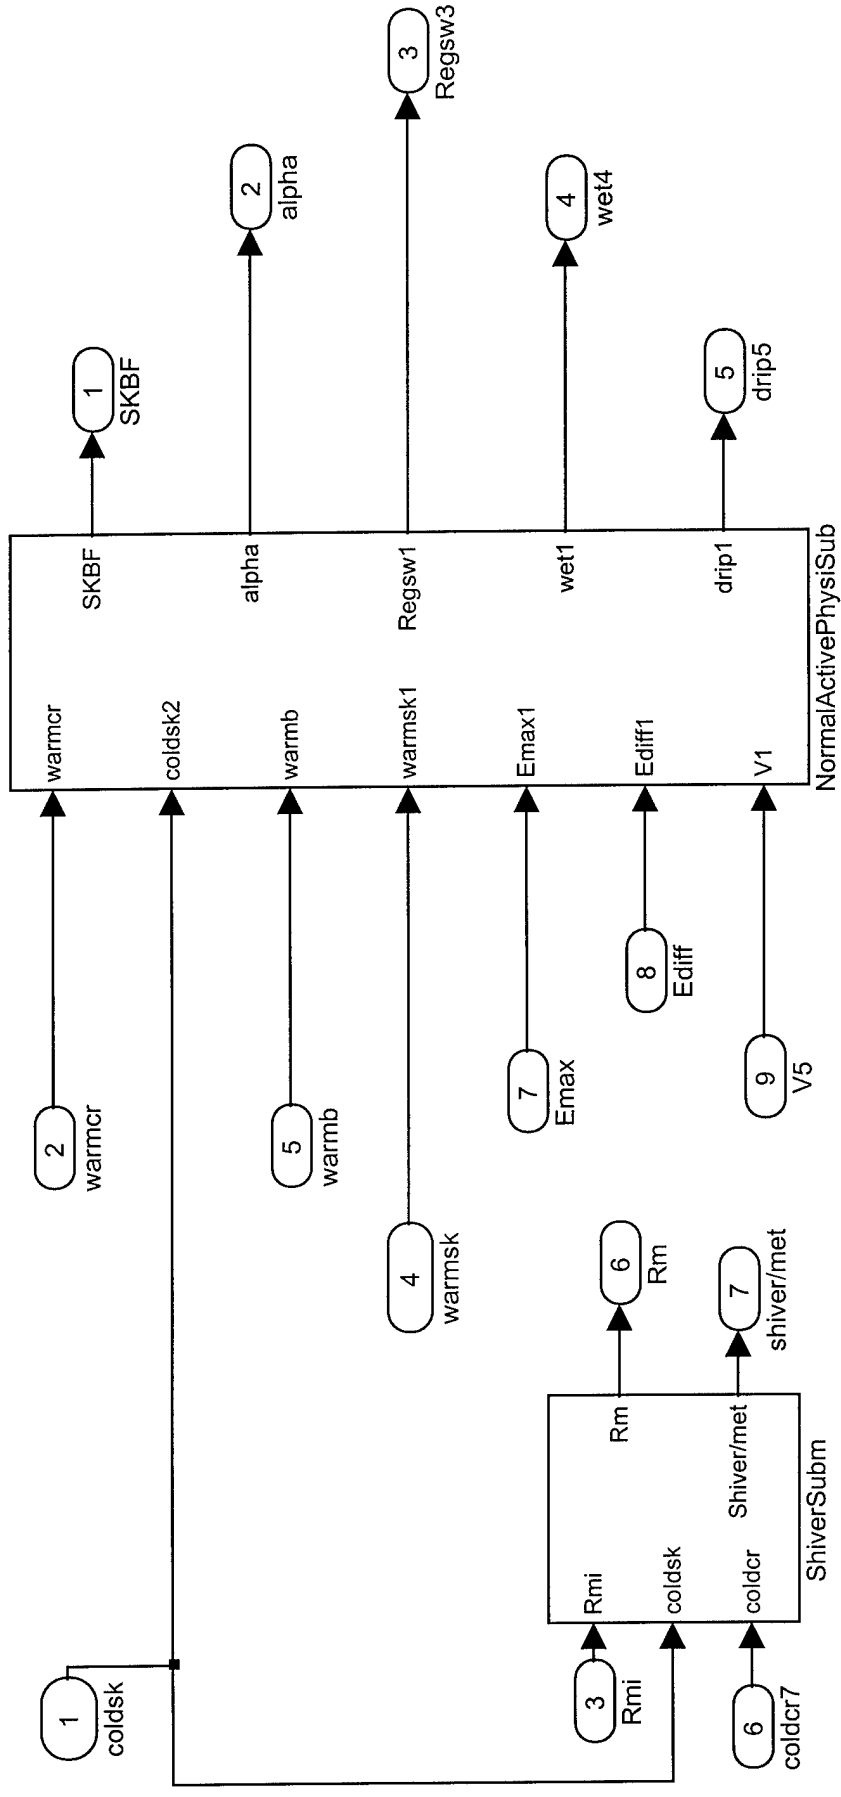 1
coldsk
2
warmcr
5
warmb
4
warmsk
7
Emax
8
Ediff
9
V5
warmcr
coldsk2
warmb
warmsk1
Emax1
Ediff1
V1
SKBF
alpha
Regsw1
wet1
drip1
NormalActivePhysiSub
1
SKBF
2
alpha
3
Regsw3
4
wet4
5
drip5
3
Rmi
6
coldcr7
Rmi
coldsk
coldcr
Rm
Shiver/met
ShiverSubm
6
Rm
7
shiver/met